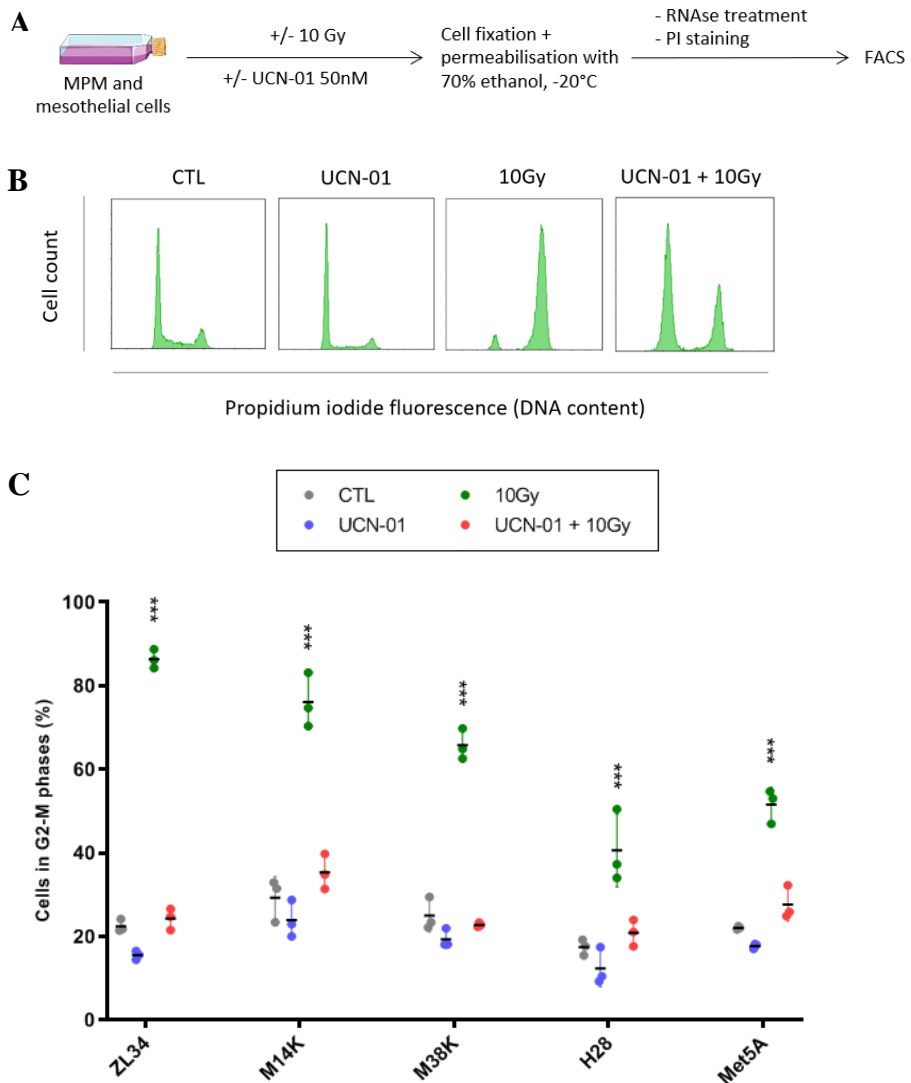 A
MPM and
mesothelial cells
+/- 10 Gy
+/- UCN-01 50nM
Cell fixation +
permeabilisation with
70% ethanol, -20°C
- RNAse treatment
- PI staining
FACS
B
CTL UCN-01 10Gy UCN-01 + 10Gy
Cell count
Propidium iodide fluorescence (DNA content)
C
CTL 10Gy
UCN-01 UCN-01 + 10Gy
Cells in G2-M phases (%)
100
80
60
40
20
0
***
***
***
***
***
ZL34 M14K M38K H28 Met5A